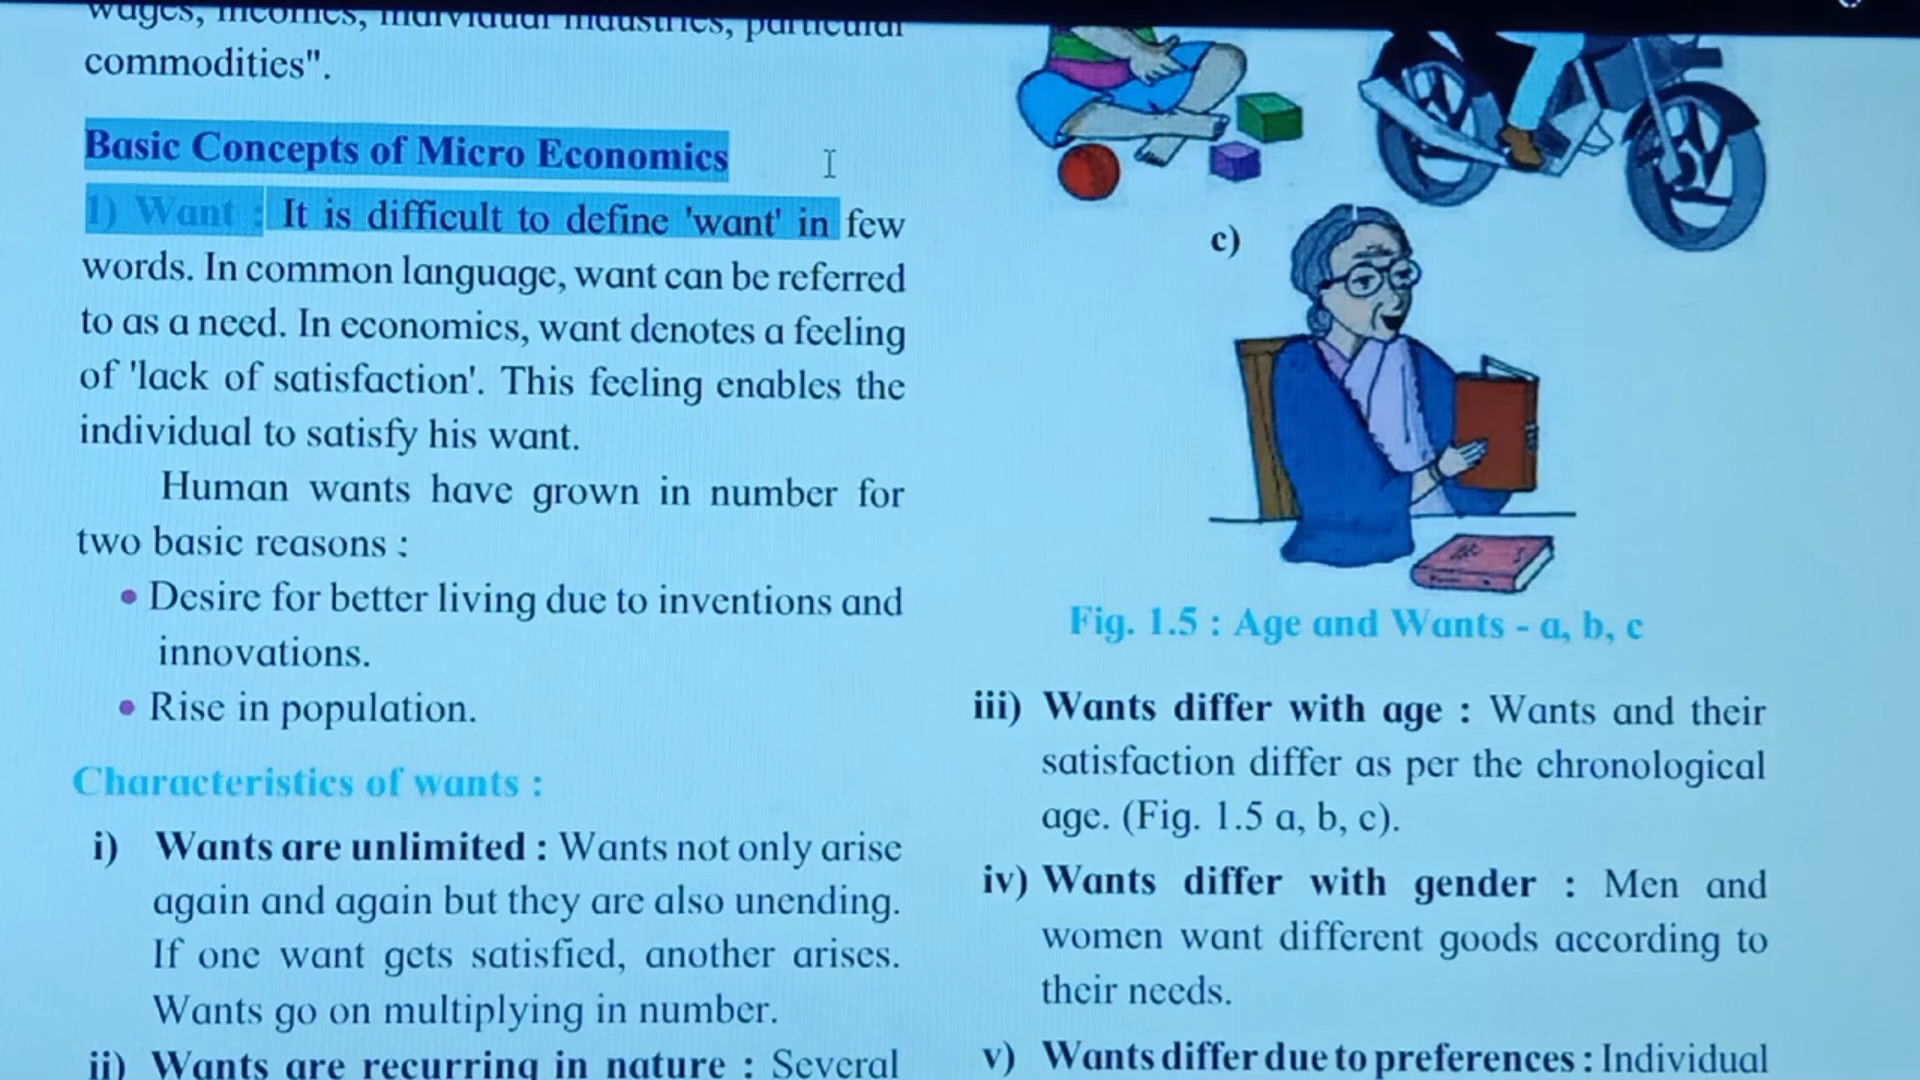 wages, incomes, individual industries, particular
commodities".
Basic Concepts of Micro Economics
1) Want : It is difficult to define 'want' in few
words. In common language, want can be referred
to as a need. In economics, want denotes a feeling
of 'lack of satisfaction'. This feeling enables the
individual to satisfy his want.
Human wants have grown in number for
two basic reasons :
• Desire for better living due to inventions and
innovations.
• Rise in population.
Characteristics of wants :
i) Wants are unlimited : Wants not only arise
again and again but they are also unending.
If one want gets satisfied, another arises.
Wants go on multiplying in number.
ii) Wants are recurring in nature : Several
c)
Fig. 1.5 : Age and Wants - a, b, c
iii) Wants differ with age : Wants and their
satisfaction differ as per the chronological
age. (Fig. 1.5 a, b, c).
iv) Wants differ with gender : Men and
women want different goods according to
their needs.
v) Wants differ due to preferences : Individual